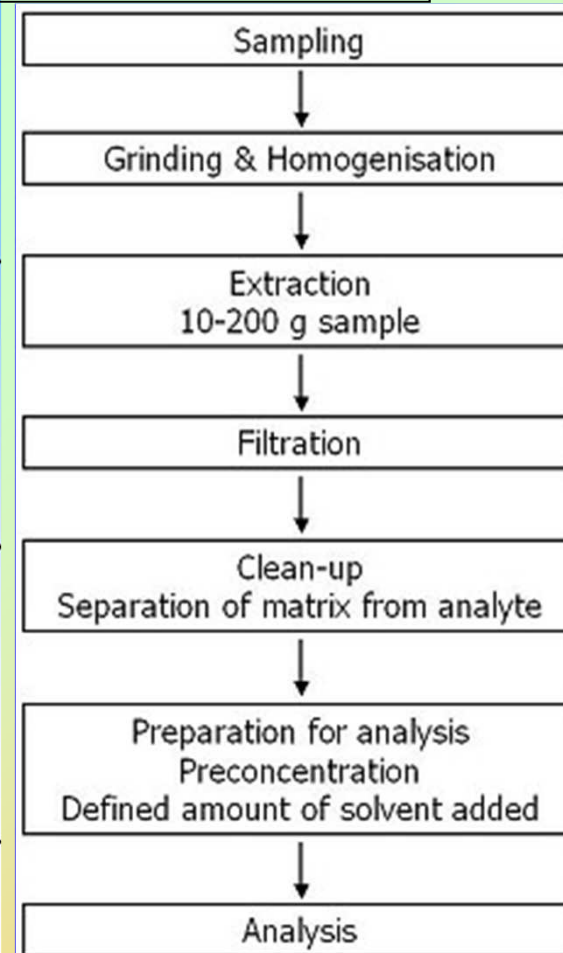 Sampling
Grinding & Homogenisation
Extraction
10-200 g sample
Filtration
Clean-up
Separation of matrix from analyte
Preparation for analysis
Preconcentration
Defined amount of solvent added
Analysis